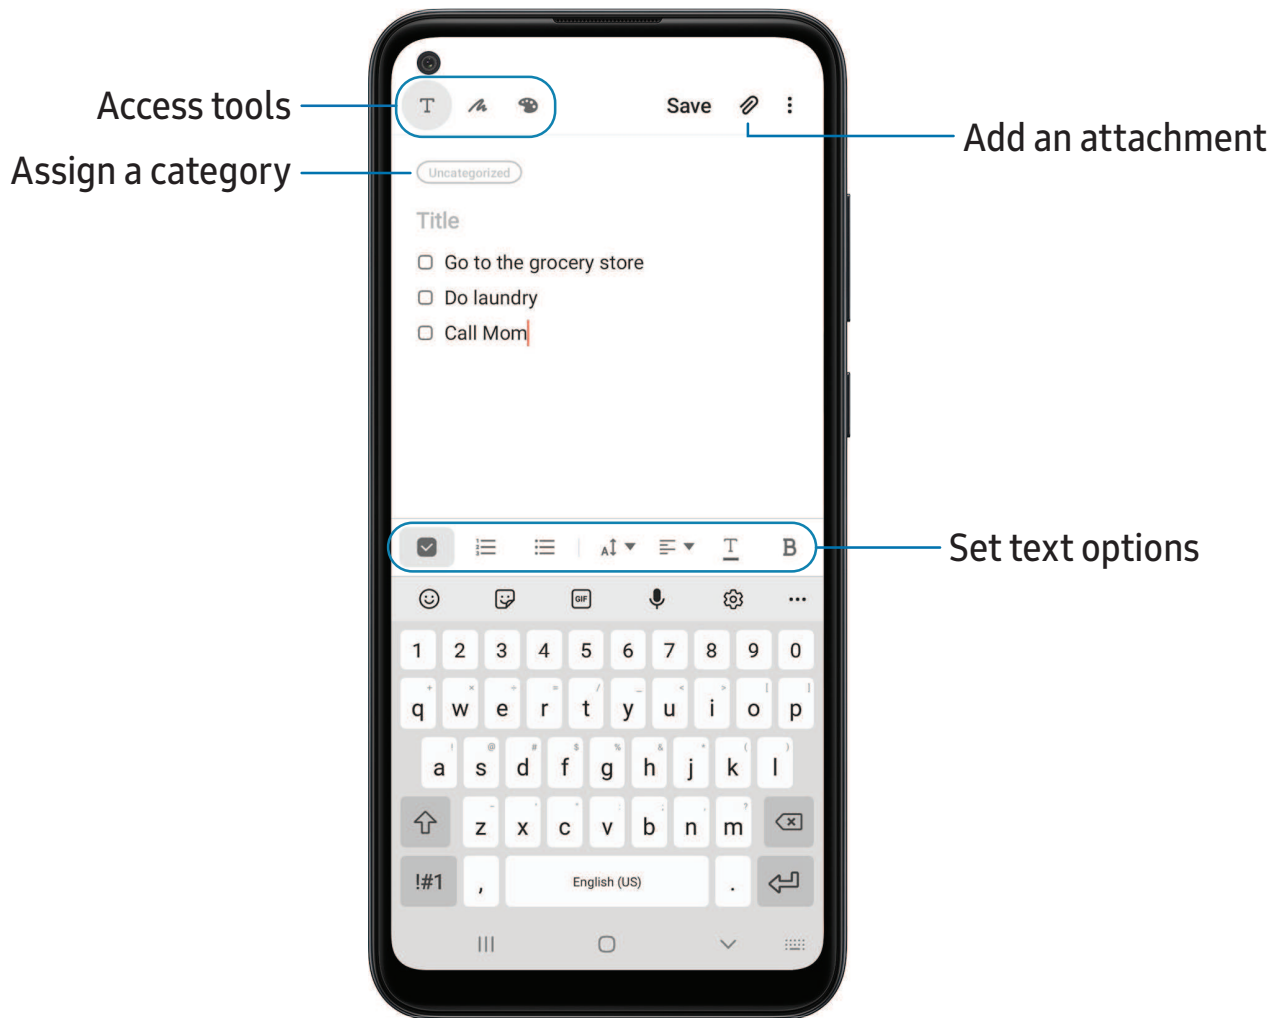 Access tools
T
Save
Add an attachment
Assign a category
Uncategorized
Title
Go to the grocery store
Do laundry
Call Mom
A
T
B
Set text options
GIF
1 2 3 4 5 6 7 8 9 0
q w e r t y u i o p
a s d f g h j k l
z x c v b n m
!#1 , English (US) .